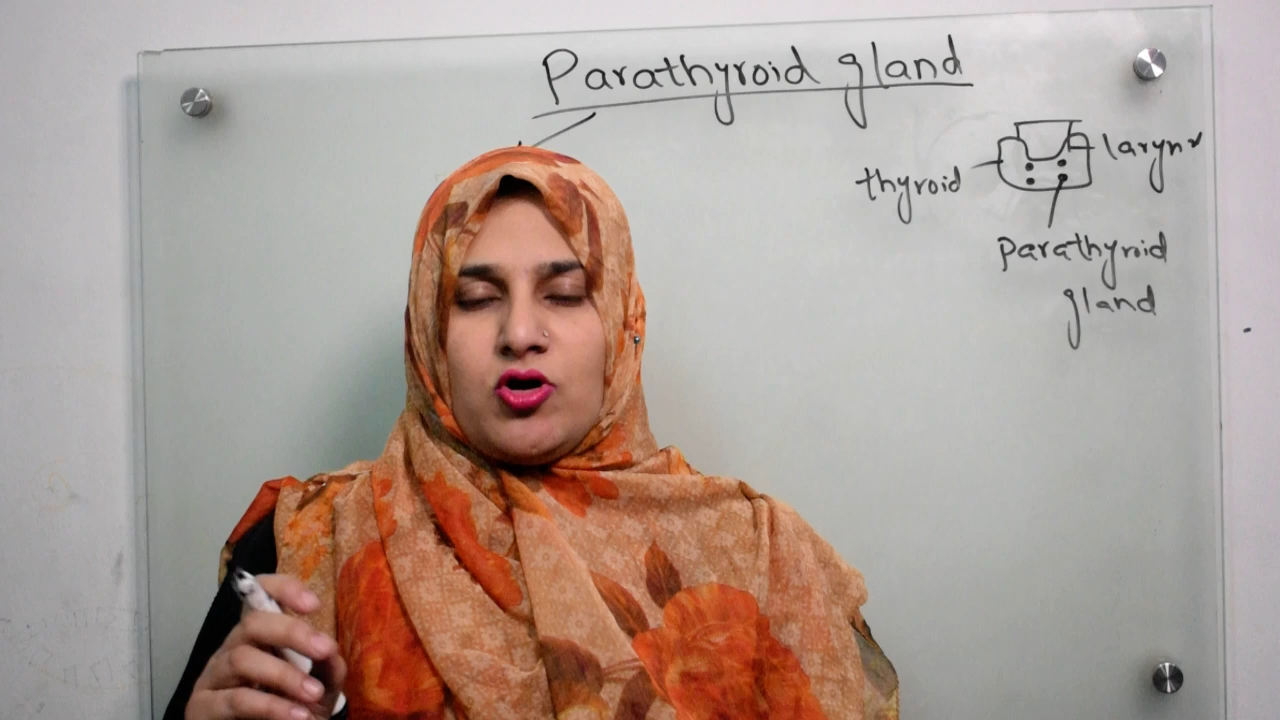 Parathyroid gland
larynx
thyroid
parathyroid
gland